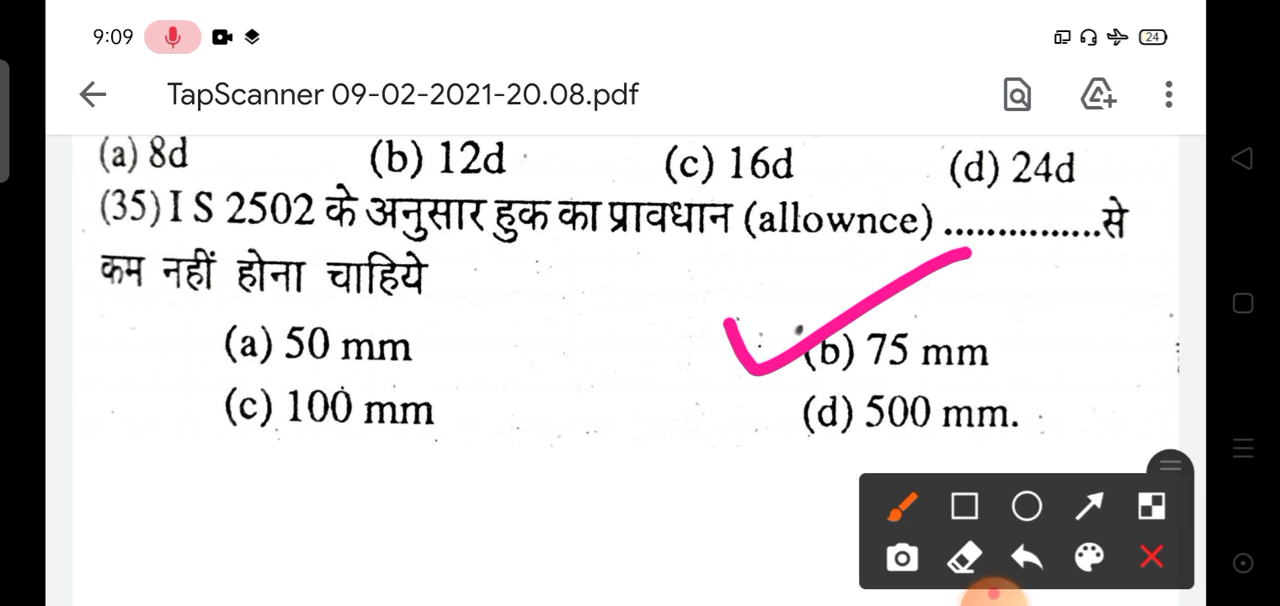 9:09
24
TapScanner 09-02-2021-20.08.pdf
(a) 8d (b) 12d (c) 16d (d) 24d
(35) I S 2502 के अनुसार हुक का प्रावधान (allownce) ...............से
कम नहीं होना चाहिये
(a) 50 mm (b) 75 mm
(c) 100 mm (d) 500 mm.